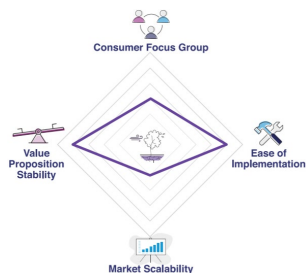 Consumer Focus Group
Value
Proposition
Stability
Ease of
Implementation
Market Scalability